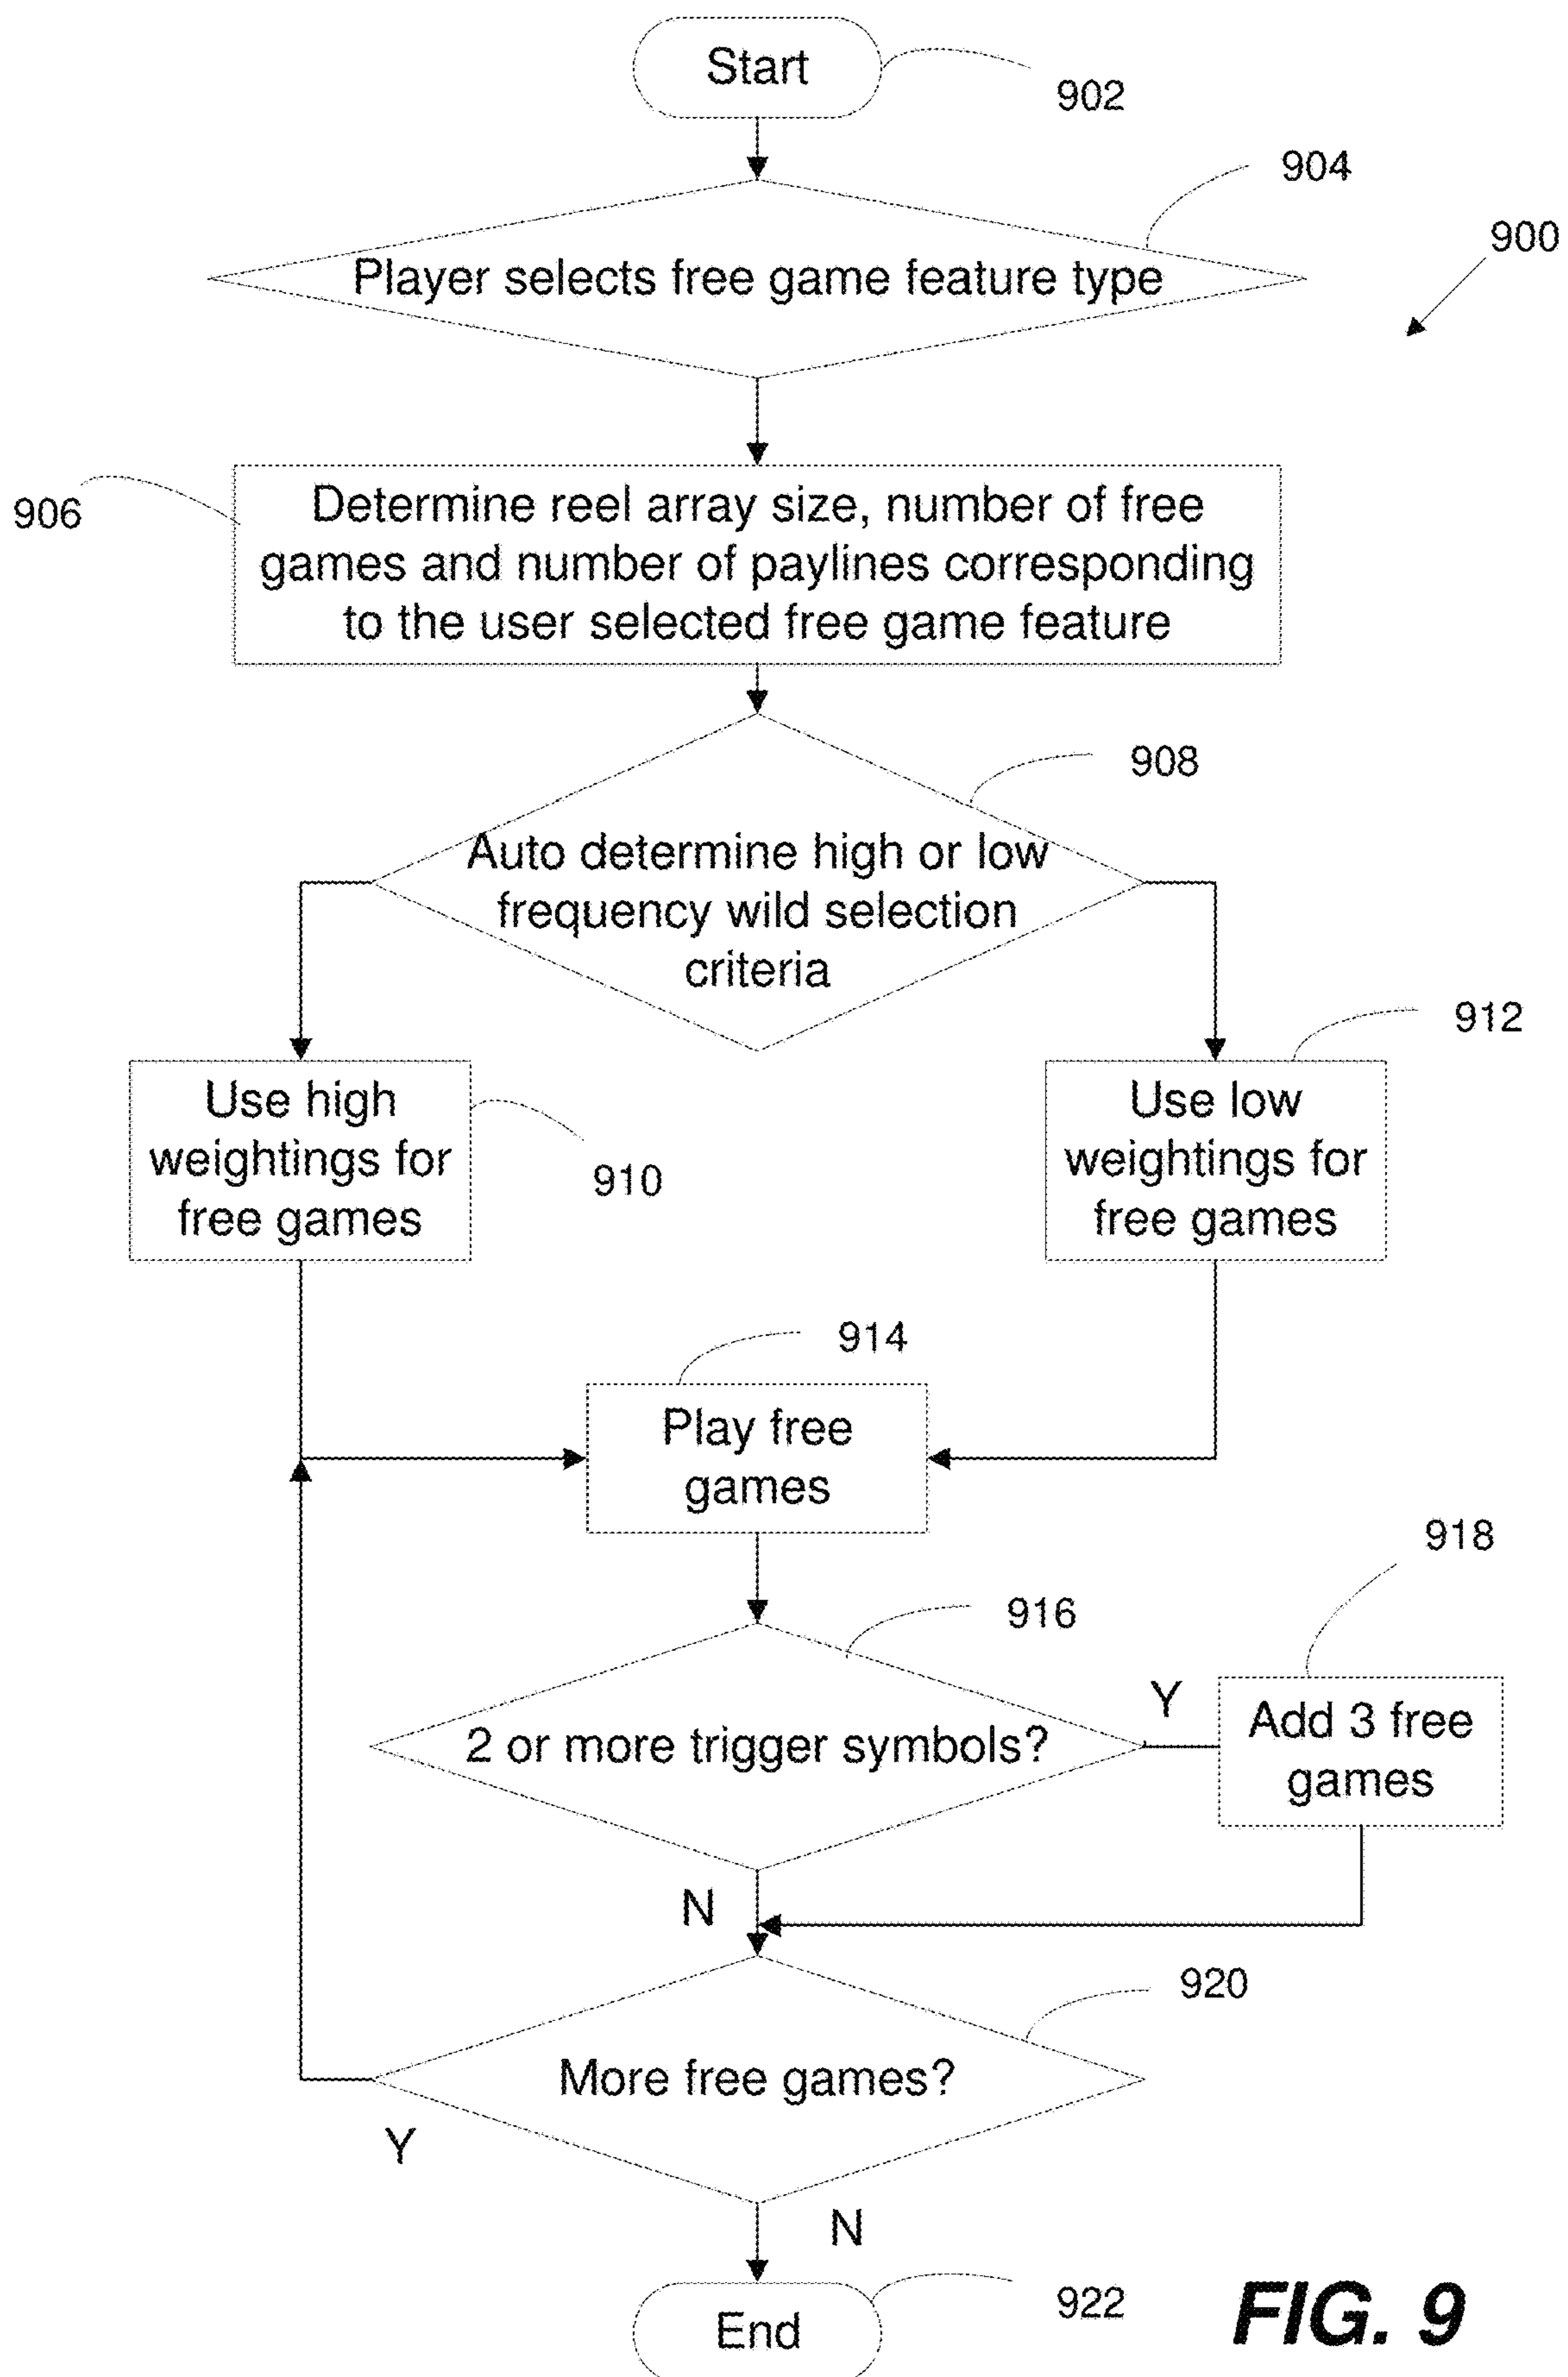 Start
902
904
900
Player selects free game feature type
906
Determine reel array size, number of free
games and number of paylines corresponding
to the user selected free game feature
908
Auto determine high or low
frequency wild selection
criteria
912
Use high
weightings for
free games
910
Use low
weightings for
free games
914
Play free
games
918
916
Y
2 or more trigger symbols?
Add 3 free
games
N
920
More free games?
Y
N
End
922
FIG. 9